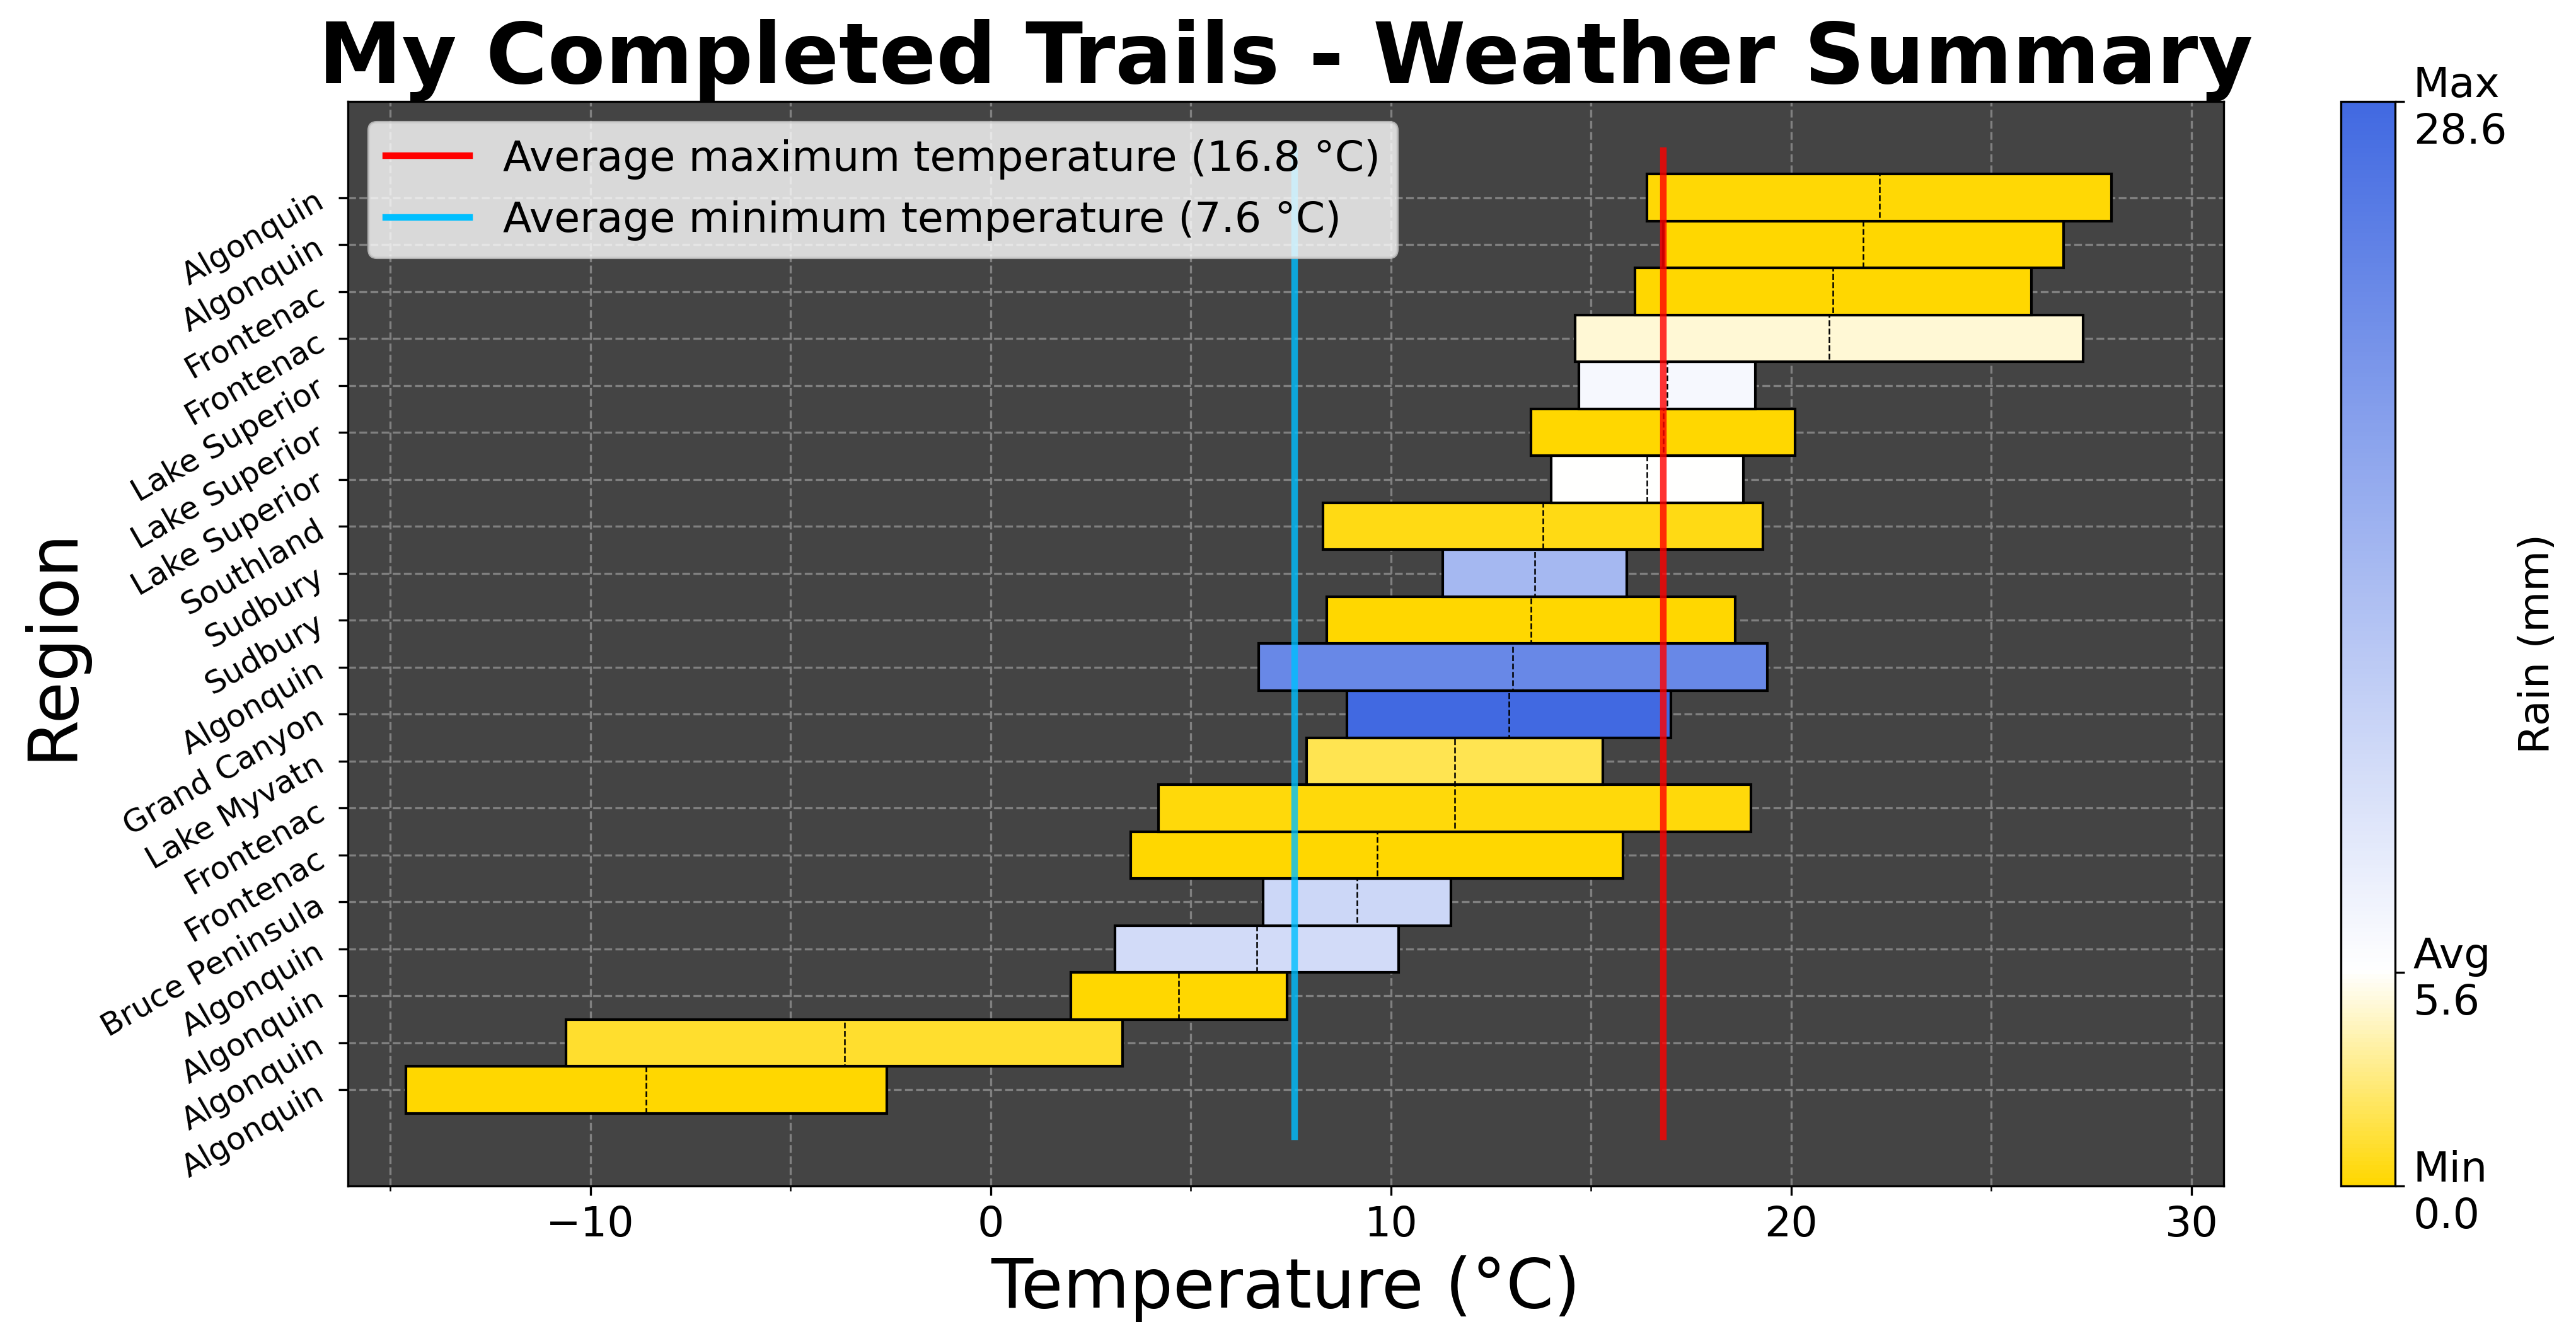 My Completed Trails - Weather Summary
Average maximum temperature (16.8 °C)
Average minimum temperature (7.6 °C)
Region
Algonquin
Algonquin
Frontenac
Frontenac
Lake Superior
Lake Superior
Lake Superior
Southland
Sudbury
Sudbury
Algonquin
Grand Canyon
Lake Myvatn
Frontenac
Frontenac
Bruce Peninsula
Algonquin
Algonquin
Algonquin
Algonquin
−10 0 10 20 30
Temperature (°C)
Max
28.6
Avg
5.6
Min
0.0
Rain (mm)